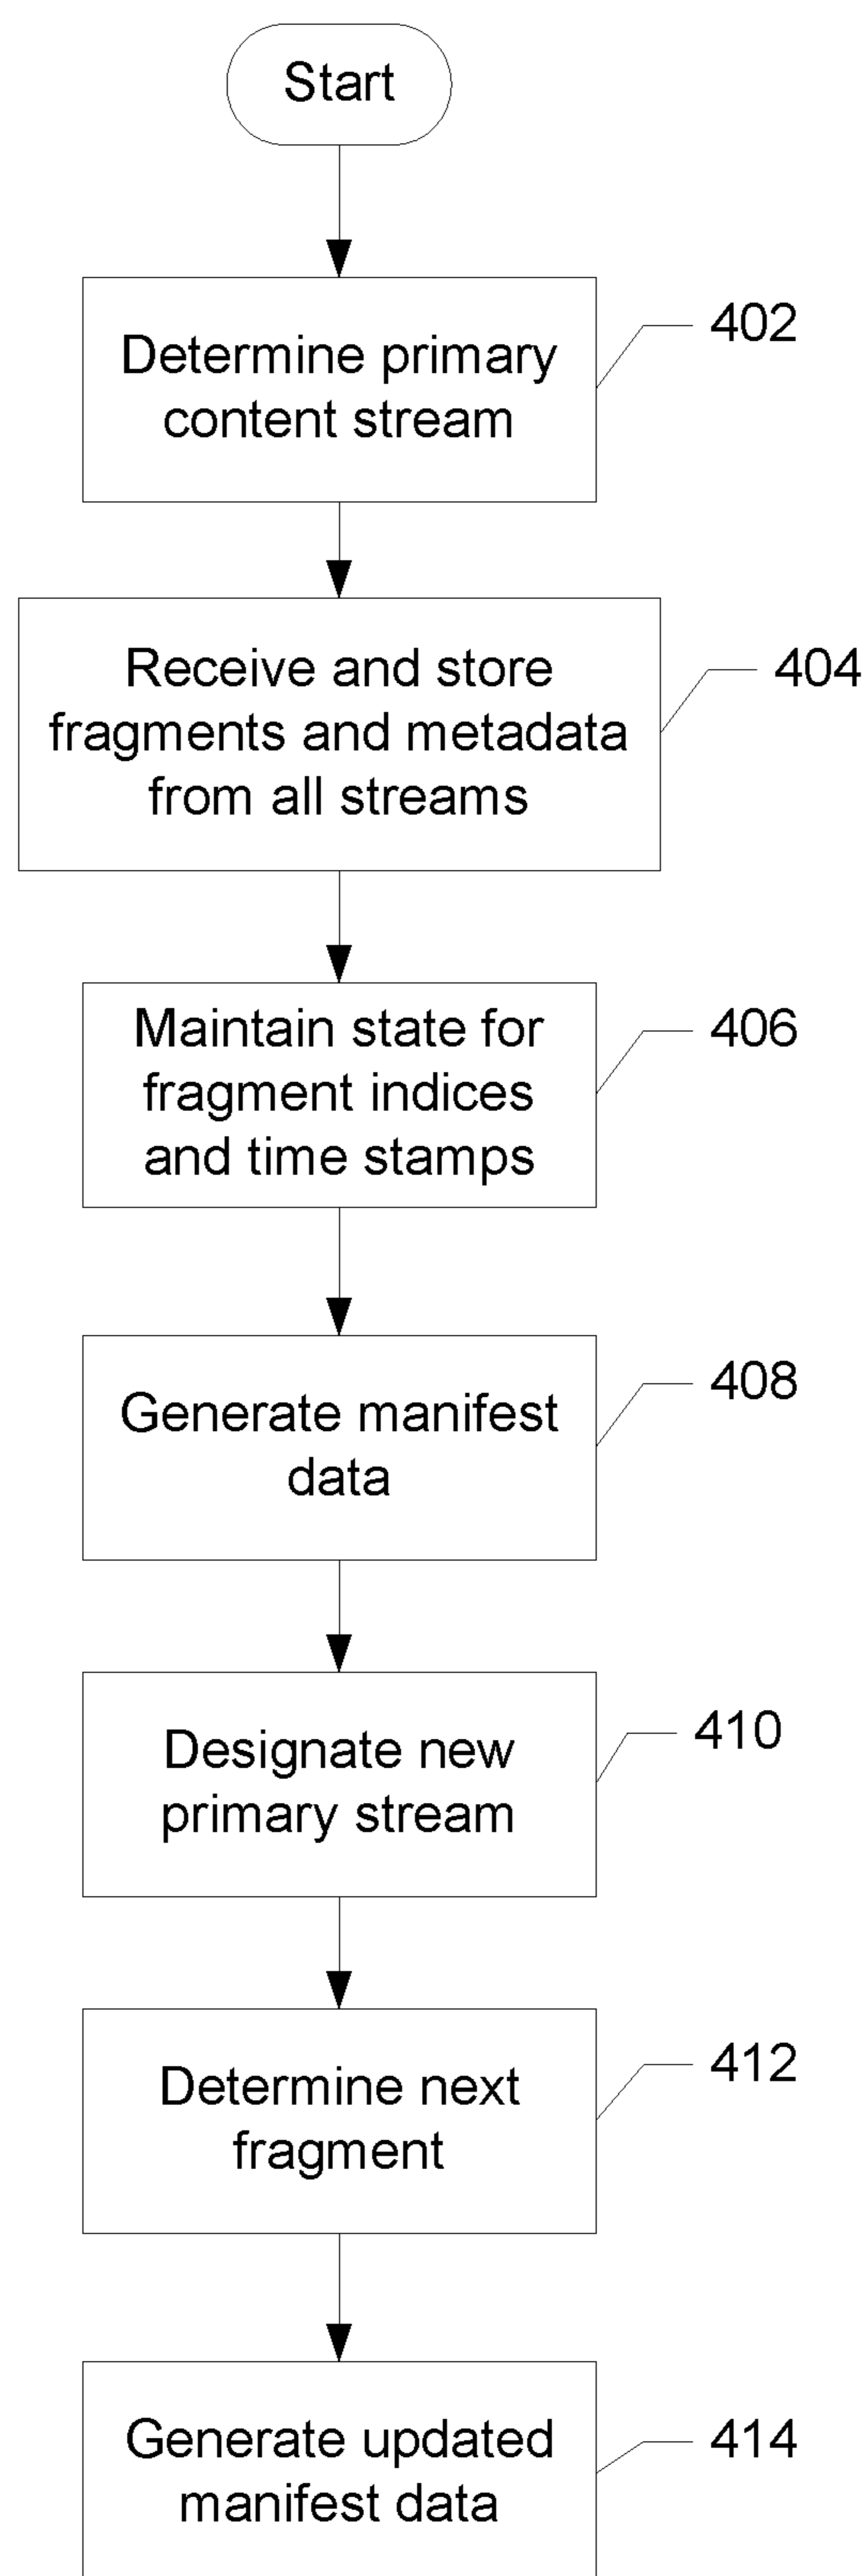 Start
Determine primary
content stream
402
Receive and store
fragments and metadata
from all streams
404
Maintain state for
fragment indices
and time stamps
406
Generate manifest
data
408
Designate new
primary stream
410
Determine next
fragment
412
Generate updated
manifest data
414